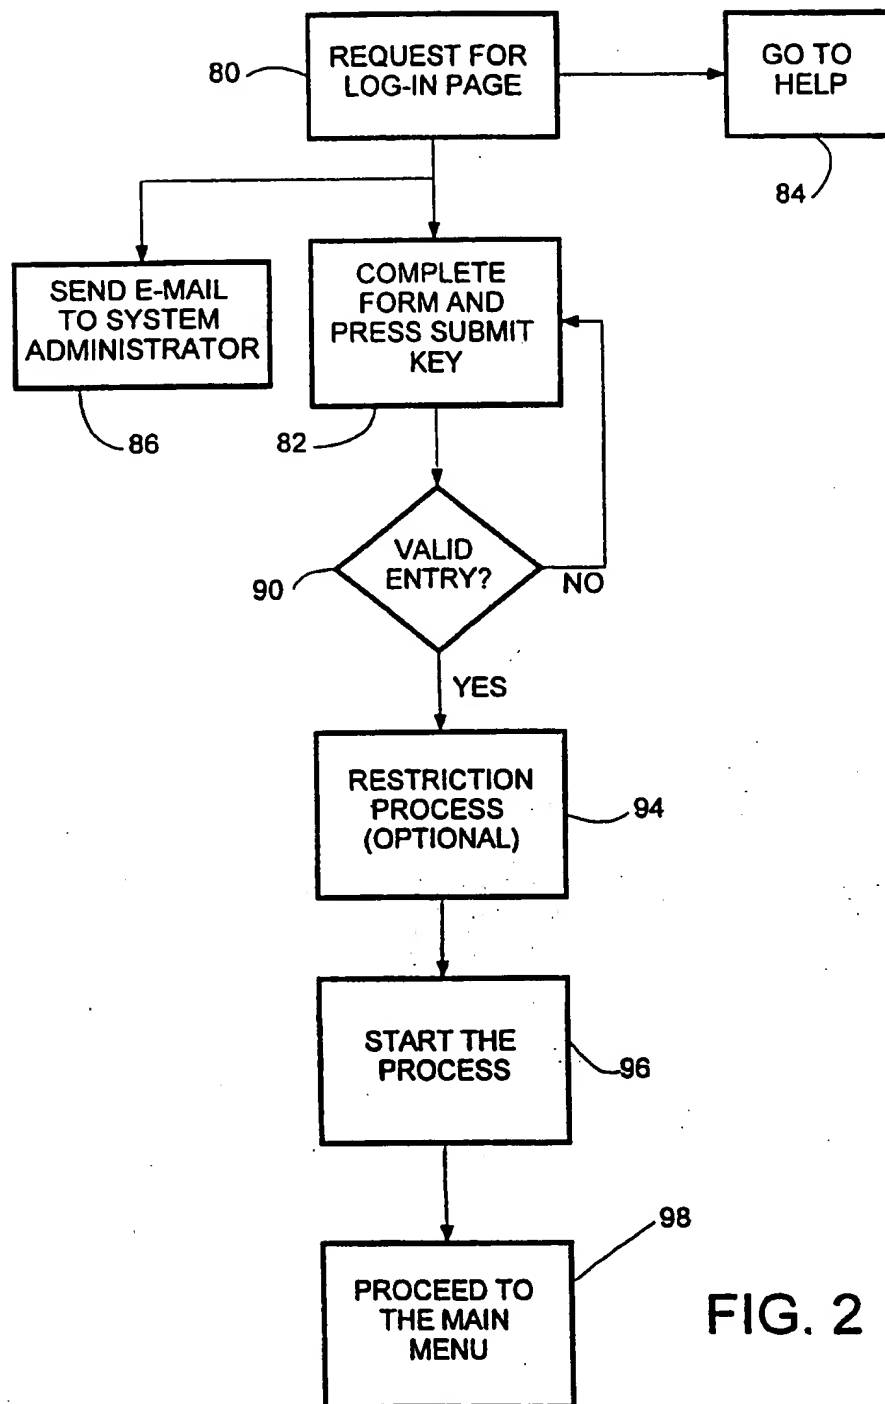 REQUEST FOR
LOG-IN PAGE
80
GO TO
HELP
84
SEND E-MAIL
TO SYSTEM
ADMINISTRATOR
86
COMPLETE
FORM AND
PRESS SUBMIT
KEY
82
VALID
ENTRY?
90
NO
YES
RESTRICTION
PROCESS
(OPTIONAL)
94
START THE
PROCESS
96
98
PROCEED TO
THE MAIN
MENU
FIG. 2